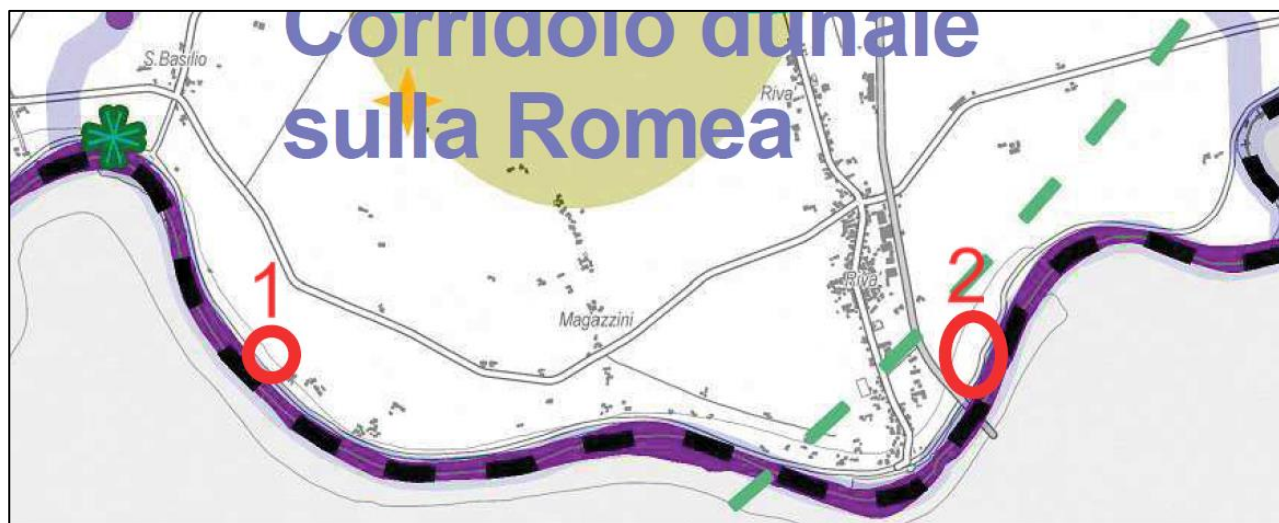 Corridoio dunale
sulla Romea
S.Basilio
Riva'
1
2
Riva'
Magazzini